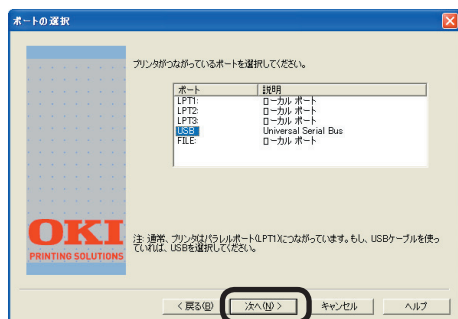 ポートの選択
プリンタがつながっているポートを選択してください。
ポート 説明
LPT1: ローカル ポート
LPT2: ローカル ポート
LPT3: ローカル ポート
USB Universal Serial Bus
FILE: ローカル ポート
OKI
PRINTING SOLUTIONS
注: 通常、プリンタはパラレルポート(LPT1)につながっています。もし、USBケーブルを使っ
ていれば、USBを選択してください。
< 戻る(B) 次へ(N) > キャンセル ヘルプ